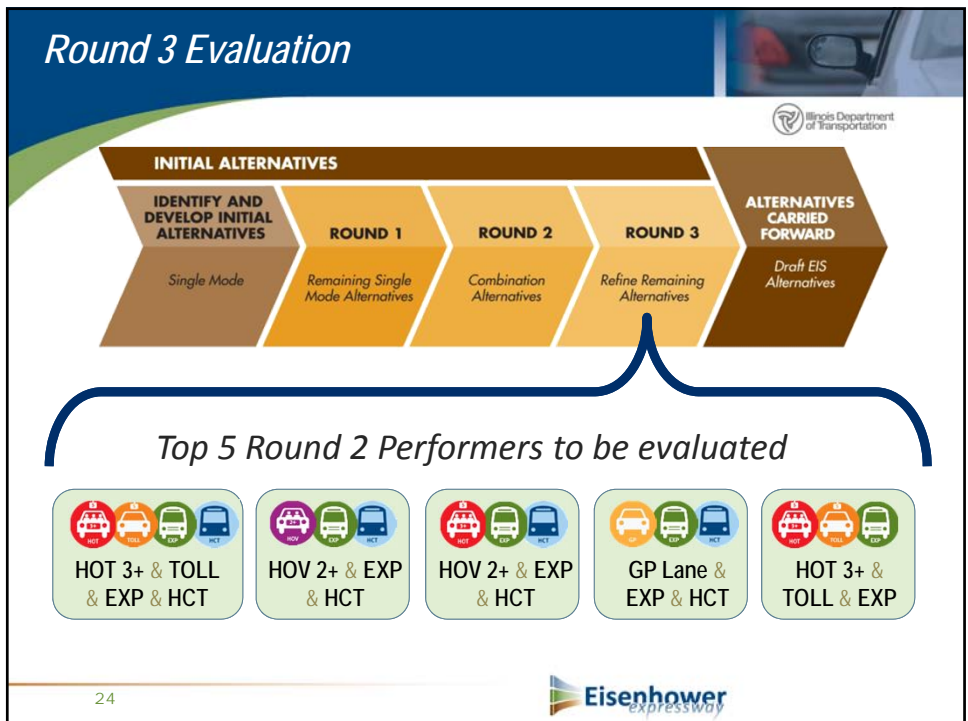 Round 3 Evaluation
Illinois Department
of Transportation
INITIAL ALTERNATIVES
IDENTIFY AND
DEVELOP INITIAL
ALTERNATIVES
Single Mode
ROUND 1
Remaining Single
Mode Alternatives
ROUND 2
Combination
Alternatives
ROUND 3
Refine Remaining
Alternatives
ALTERNATIVES
CARRIED
FORWARD
Draft EIS
Alternatives
Top 5 Round 2 Performers to be evaluated
$ $
3+
HOT TOLL EXP HCT
HOT 3+ & TOLL
& EXP & HCT
2+
HOV EXP HCT
HOV 2+ & EXP
& HCT
$
3+
HOT EXP HCT
HOV 2+ & EXP
& HCT
GP EXP HCT
GP Lane &
EXP & HCT
$ $
3+
HOT TOLL EXP
HOT 3+ &
TOLL & EXP
24
Eisenhower
expressway